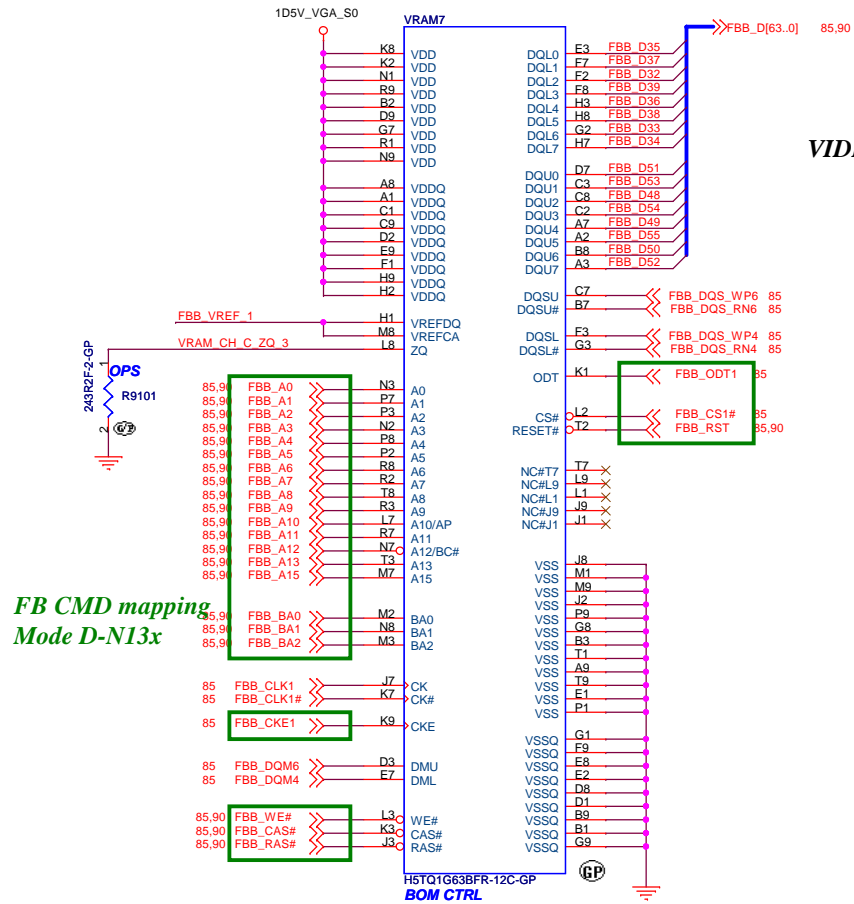 1D5V_VGA_S0
VRAM7
FBB_D[63..0] 85,90
K8 VDD DQL0 E3 FBB_D35
K2 VDD DQL1 F7 FBB_D37
N1 VDD DQL2 F2 FBB_D32
R9 VDD DQL3 F8 FBB_D39
B2 VDD DQL4 H3 FBB_D36
D9 VDD DQL5 H8 FBB_D38
G7 VDD DQL6 G2 FBB_D33
R1 VDD DQL7 H7 FBB_D34
N9 VDD
VIDI
A8 VDDQ DQU0 D7 FBB_D51
A1 VDDQ DQU1 C3 FBB_D53
C1 VDDQ DQU2 C8 FBB_D48
C9 VDDQ DQU3 C2 FBB_D54
D2 VDDQ DQU4 A7 FBB_D49
E9 VDDQ DQU5 A2 FBB_D55
F1 VDDQ DQU6 B8 FBB_D50
H9 VDDQ DQU7 A3 FBB_D52
H2 VDDQ
DQSU C7 FBB_DQS_WP6 85
DQSU# B7 FBB_DQS_RN6 85
FBB_VREF_1 H1 VREFDQ
M8 VREFCA
DQSL F3 FBB_DQS_WP4 85
DQSL# G3 FBB_DQS_RN4 85
VRAM_CH_C_ZQ_3 L8 ZQ
ODT K1 FBB_ODT1 85
CS# L2 FBB_CS1# 85
RESET# T2 FBB_RST 85,90
243R2F-2-GP
1
OPS
R9101
2
G/P
85,90 FBB_A0 N3 A0
85,90 FBB_A1 P7 A1
85,90 FBB_A2 P3 A2
85,90 FBB_A3 N2 A3
85,90 FBB_A4 P8 A4
85,90 FBB_A5 P2 A5
85,90 FBB_A6 R8 A6
85,90 FBB_A7 R2 A7
85,90 FBB_A8 T8 A8
85,90 FBB_A9 R3 A9
85,90 FBB_A10 L7 A10/AP
85,90 FBB_A11 R7 A11
85,90 FBB_A12 N7 A12/BC#
85,90 FBB_A13 T3 A13
85,90 FBB_A15 M7 A15
NC#T7 T7
NC#L9 L9
NC#L1 L1
NC#J9 J9
NC#J1 J1
FB CMD mapping
Mode D-N13x
85,90 FBB_BA0 M2 BA0
85,90 FBB_BA1 N8 BA1
85,90 FBB_BA2 M3 BA2
VSS J8
VSS M1
VSS M9
VSS J2
VSS P9
VSS G8
VSS B3
VSS T1
VSS A9
VSS T9
VSS E1
VSS P1
85 FBB_CLK1 J7 CK
85 FBB_CLK1# K7 CK#
85 FBB_CKE1 K9 CKE
85 FBB_DQM6 D3 DMU
85 FBB_DQM4 E7 DML
85,90 FBB_WE# L3 WE#
85,90 FBB_CAS# K3 CAS#
85,90 FBB_RAS# J3 RAS#
VSSQ G1
VSSQ F9
VSSQ E8
VSSQ E2
VSSQ D8
VSSQ D1
VSSQ B9
VSSQ B1
VSSQ G9
H5TQ1G63BFR-12C-GP
GP
BOM CTRL